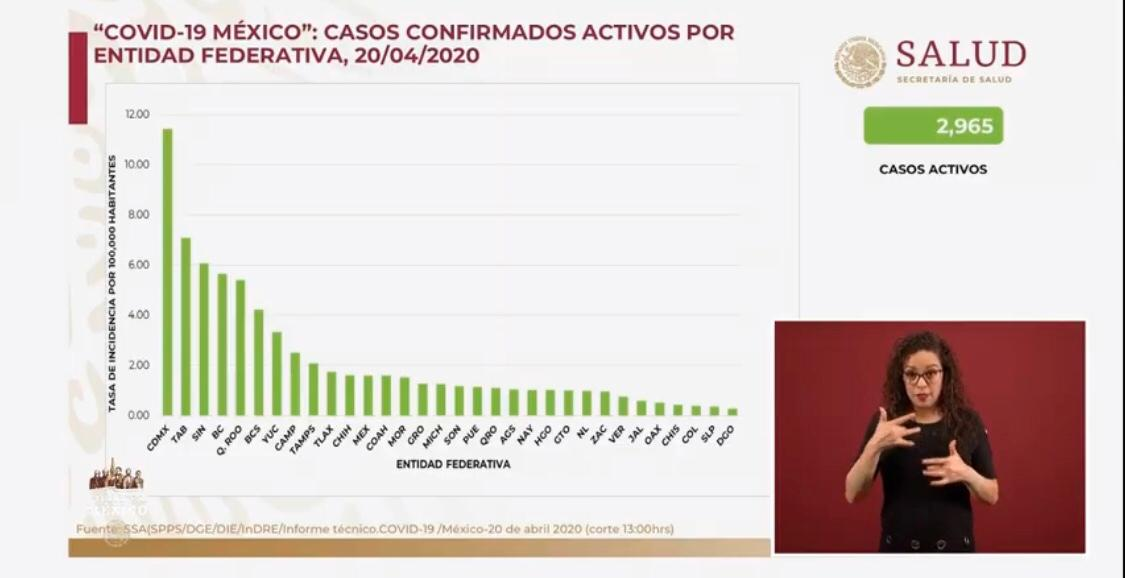 “COVID-19 MÉXICO”: CASOS CONFIRMADOS ACTIVOS POR
ENTIDAD FEDERATIVA, 20/04/2020
SALUD
SECRETARÍA DE SALUD
2,965
CASOS ACTIVOS
TASA DE INCIDENCIA POR 100,000 HABITANTES
12.00
10.00
8.00
6.00
4.00
2.00
0.00
CDMX TAB SIN BC Q. ROO BCS YUC CAMP TAMPS TLAX CHIH MEX COAH MOR GRO MICH SON PUE QRO AGS NAY HGO GTO NL ZAC VER JAL OAX CHIS COL SLP DGO
ENTIDAD FEDERATIVA
MÉXICO
Fuente: SSA(SPPS/DGE/DIE/InDRE/Informe técnico.COVID-19 /México-20 de abril 2020 (corte 13:00hrs)